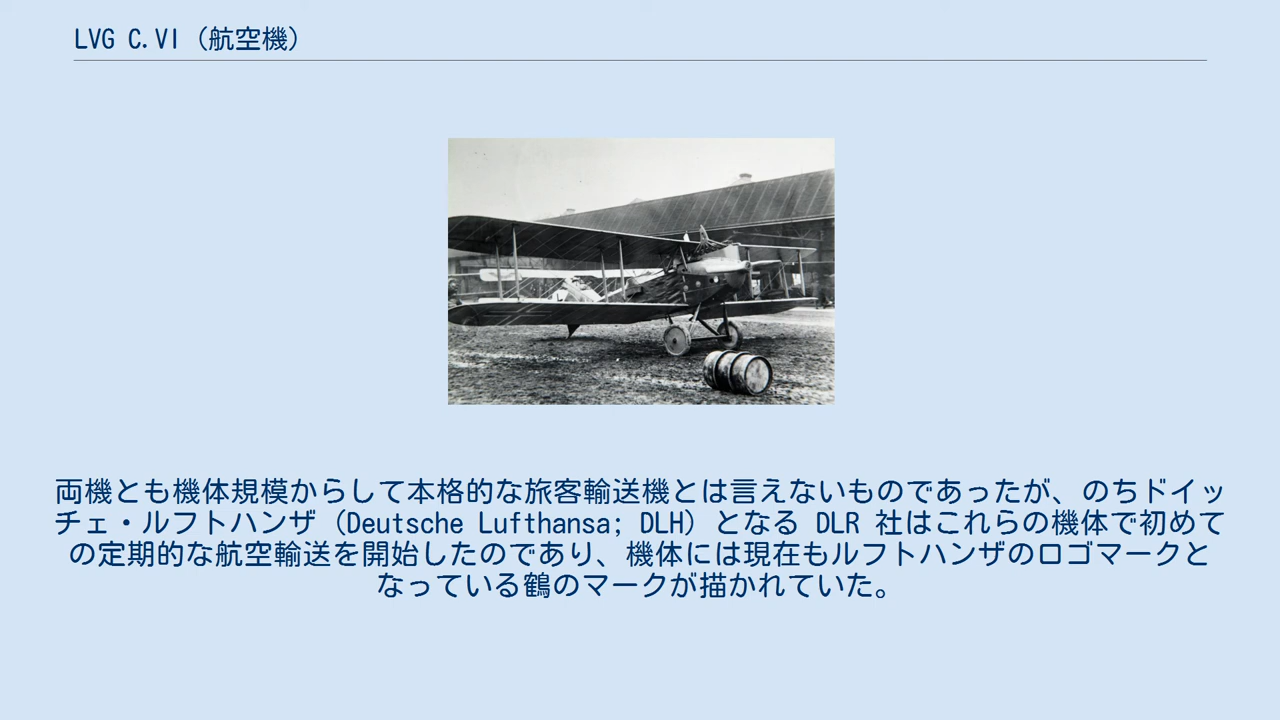 LVG C.VI（航空機）
両機とも機体規模からして本格的な旅客輸送機とは言えないものであったが、のちドイッ
チェ・ルフトハンザ（Deutsche Lufthansa; DLH）となる DLR 社はこれらの機体で初めて
の定期的な航空輸送を開始したのであり、機体には現在もルフトハンザのロゴマークと
なっている鶴のマークが描かれていた。